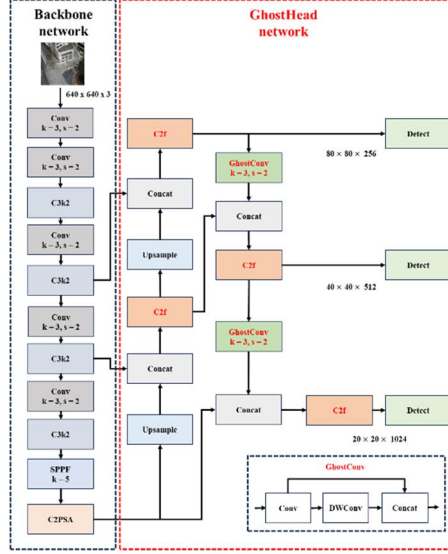 Backbone
network
640 x 640 x 3
Conv
k – 3, s – 2
Conv
k – 3, s – 2
C3k2
Conv
k – 3, s – 2
C3k2
Conv
k – 3, s – 2
C3k2
Conv
k – 3, s – 2
C3k2
SPPF
k – 5
C2PSA
GhostHead
network
C2f
Concat
Upsample
C2f
Concat
Upsample
GhostConv
k – 3, s – 2
Concat
C2f
GhostConv
k – 3, s – 2
Concat
C2f
Detect
80 × 80 × 256
Detect
40 × 40 × 512
Detect
20 × 20 × 1024
GhostConv
Conv
DWConv
Concat